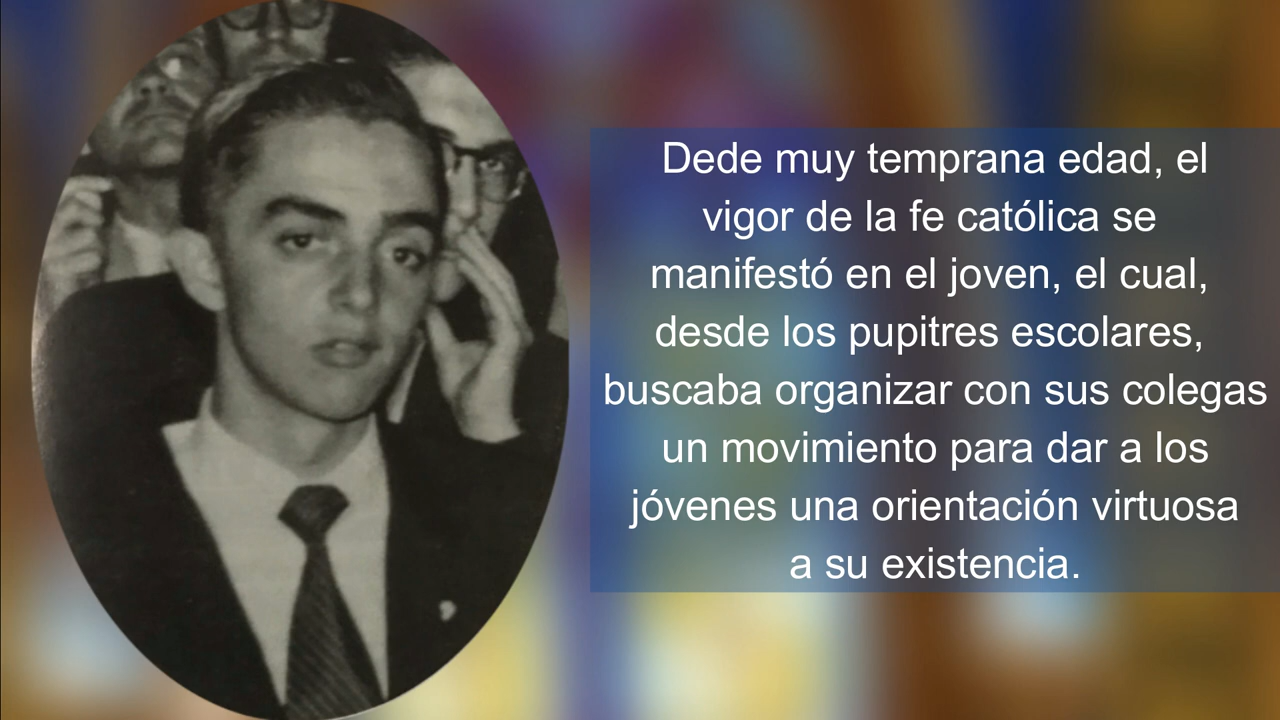 Dede muy temprana edad, el
vigor de la fe católica se
manifestó en el joven, el cual,
desde los pupitres escolares,
buscaba organizar con sus colegas
un movimiento para dar a los
jóvenes una orientación virtuosa
a su existencia.